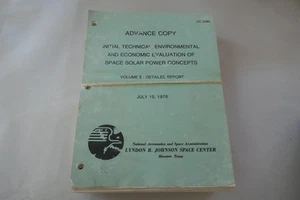 ADVANCE COPY
INITIAL TECHNICAL, ENVIRONMENTAL,
AND ECONOMIC EVALUATION OF
SPACE SOLAR POWER CONCEPTS
VOLUME II - DETAILED REPORT
JULY 15, 1976
National Aeronautics and Space Administration
LYNDON B. JOHNSON SPACE CENTER
Houston, Texas